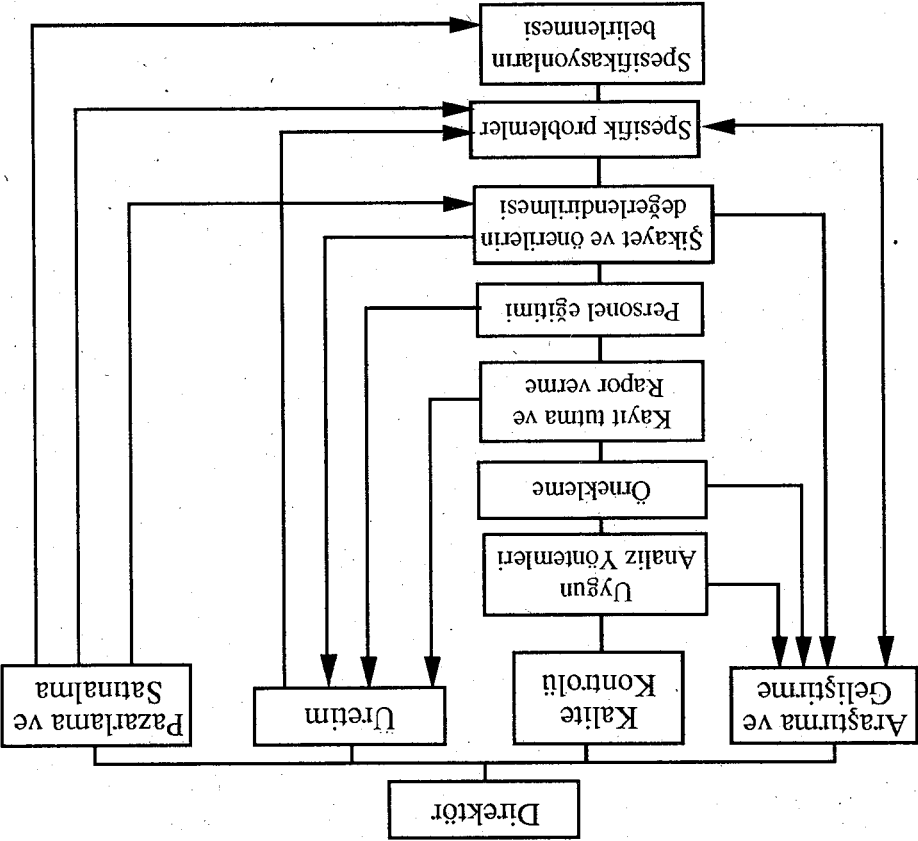 Direktör
Araştırma ve
Geliştirme
Kalite
Kontrolü
Üretim
Pazarlama ve
Satınalma
Uygun
Analiz Yöntemleri
Örnekleme
Kayıt tutma ve
Rapor verme
Personel eğitimi
Şikayet ve önerilerin
değerlendirilmesi
Spesifik problemler
Spesifikasyonların
belirlenmesi